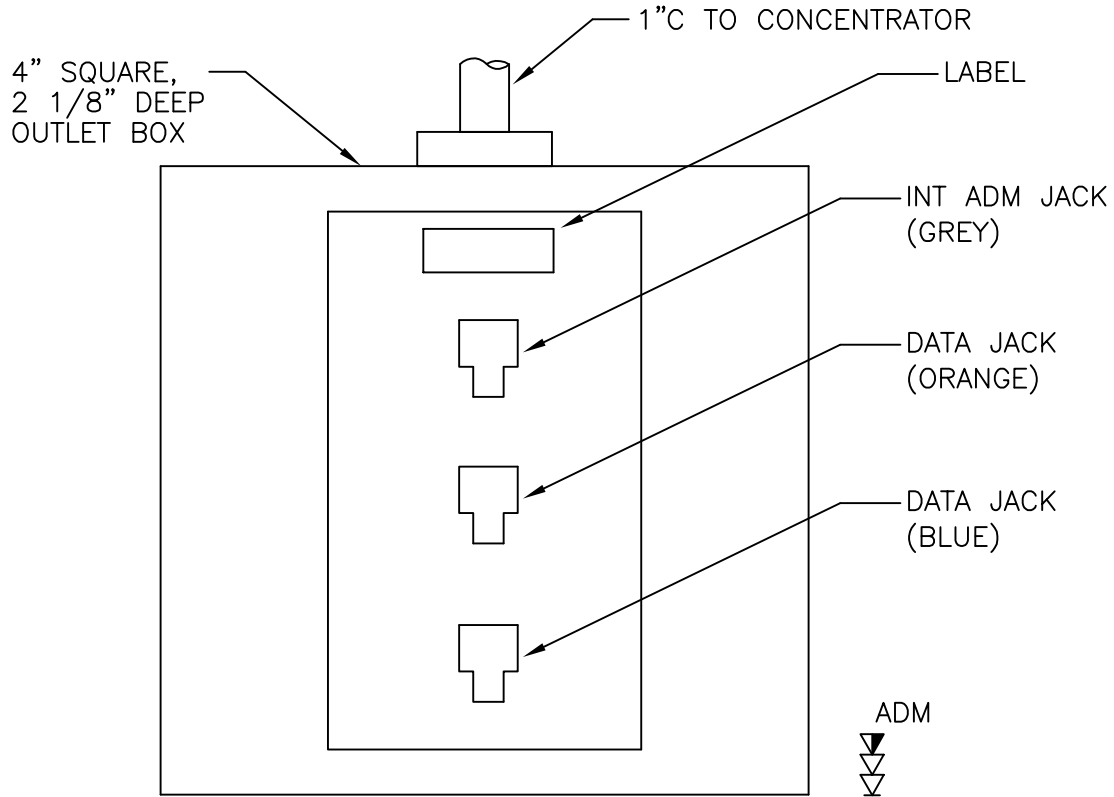 1”C TO CONCENTRATOR
4” SQUARE,
2 1/8” DEEP
OUTLET BOX
LABEL
INT ADM JACK
(GREY)
DATA JACK
(ORANGE)
DATA JACK
(BLUE)
ADM